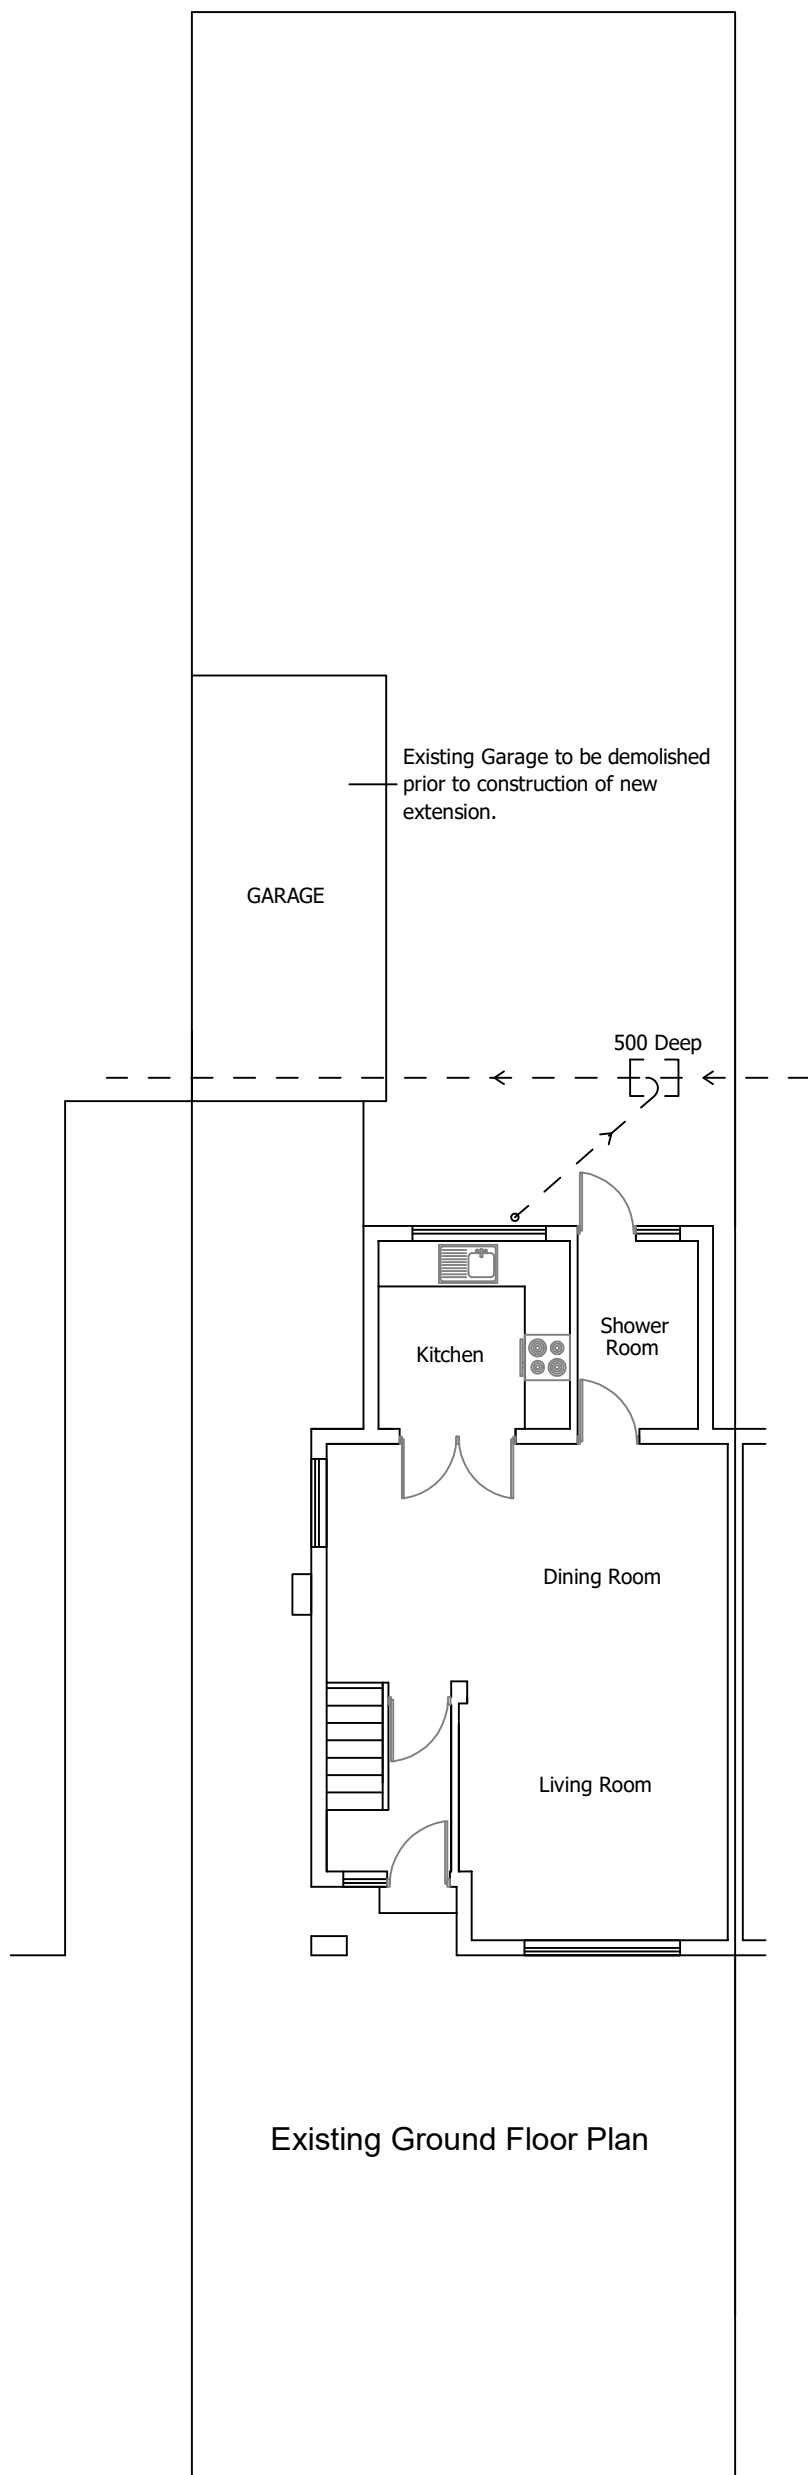 Existing Garage to be demolished
prior to construction of new
extension.
GARAGE
500 Deep
Shower
Room
Kitchen
Dining Room
Living Room
Existing Ground Floor Plan